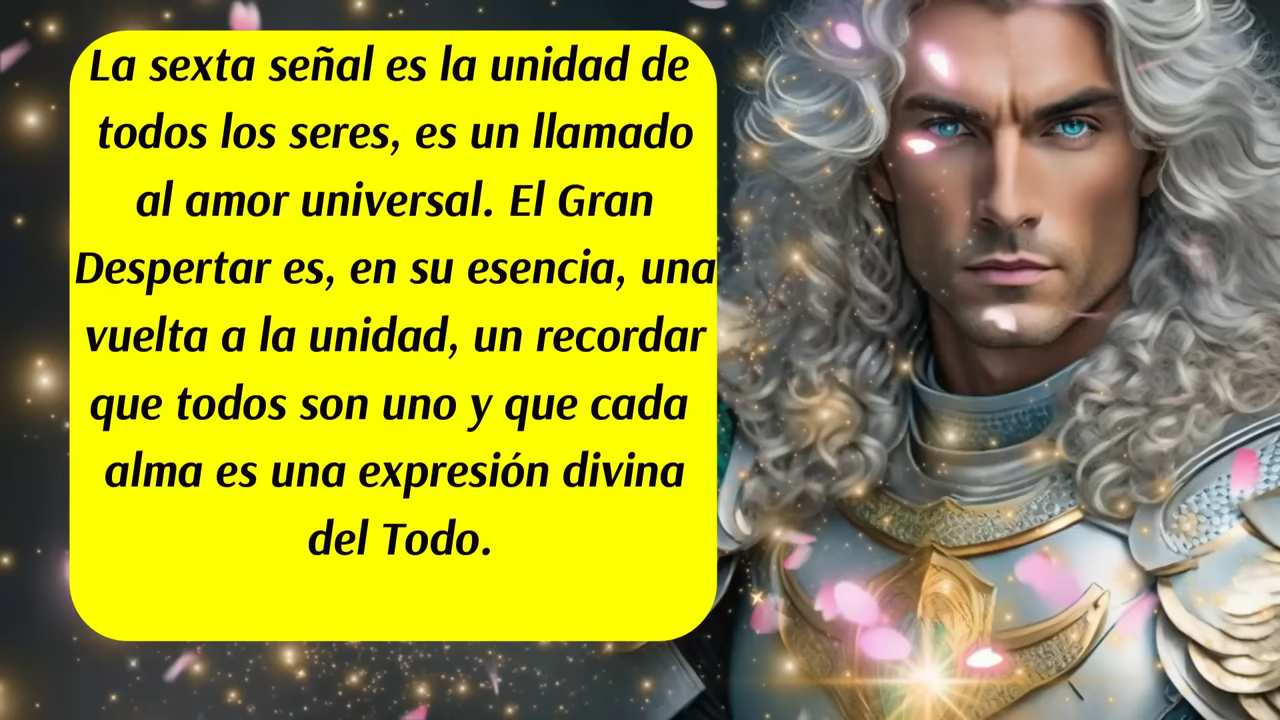 La sexta señal es la unidad de
todos los seres, es un llamado
al amor universal. El Gran
Despertar es, en su esencia, una
vuelta a la unidad, un recordar
que todos son uno y que cada
alma es una expresión divina
del Todo.